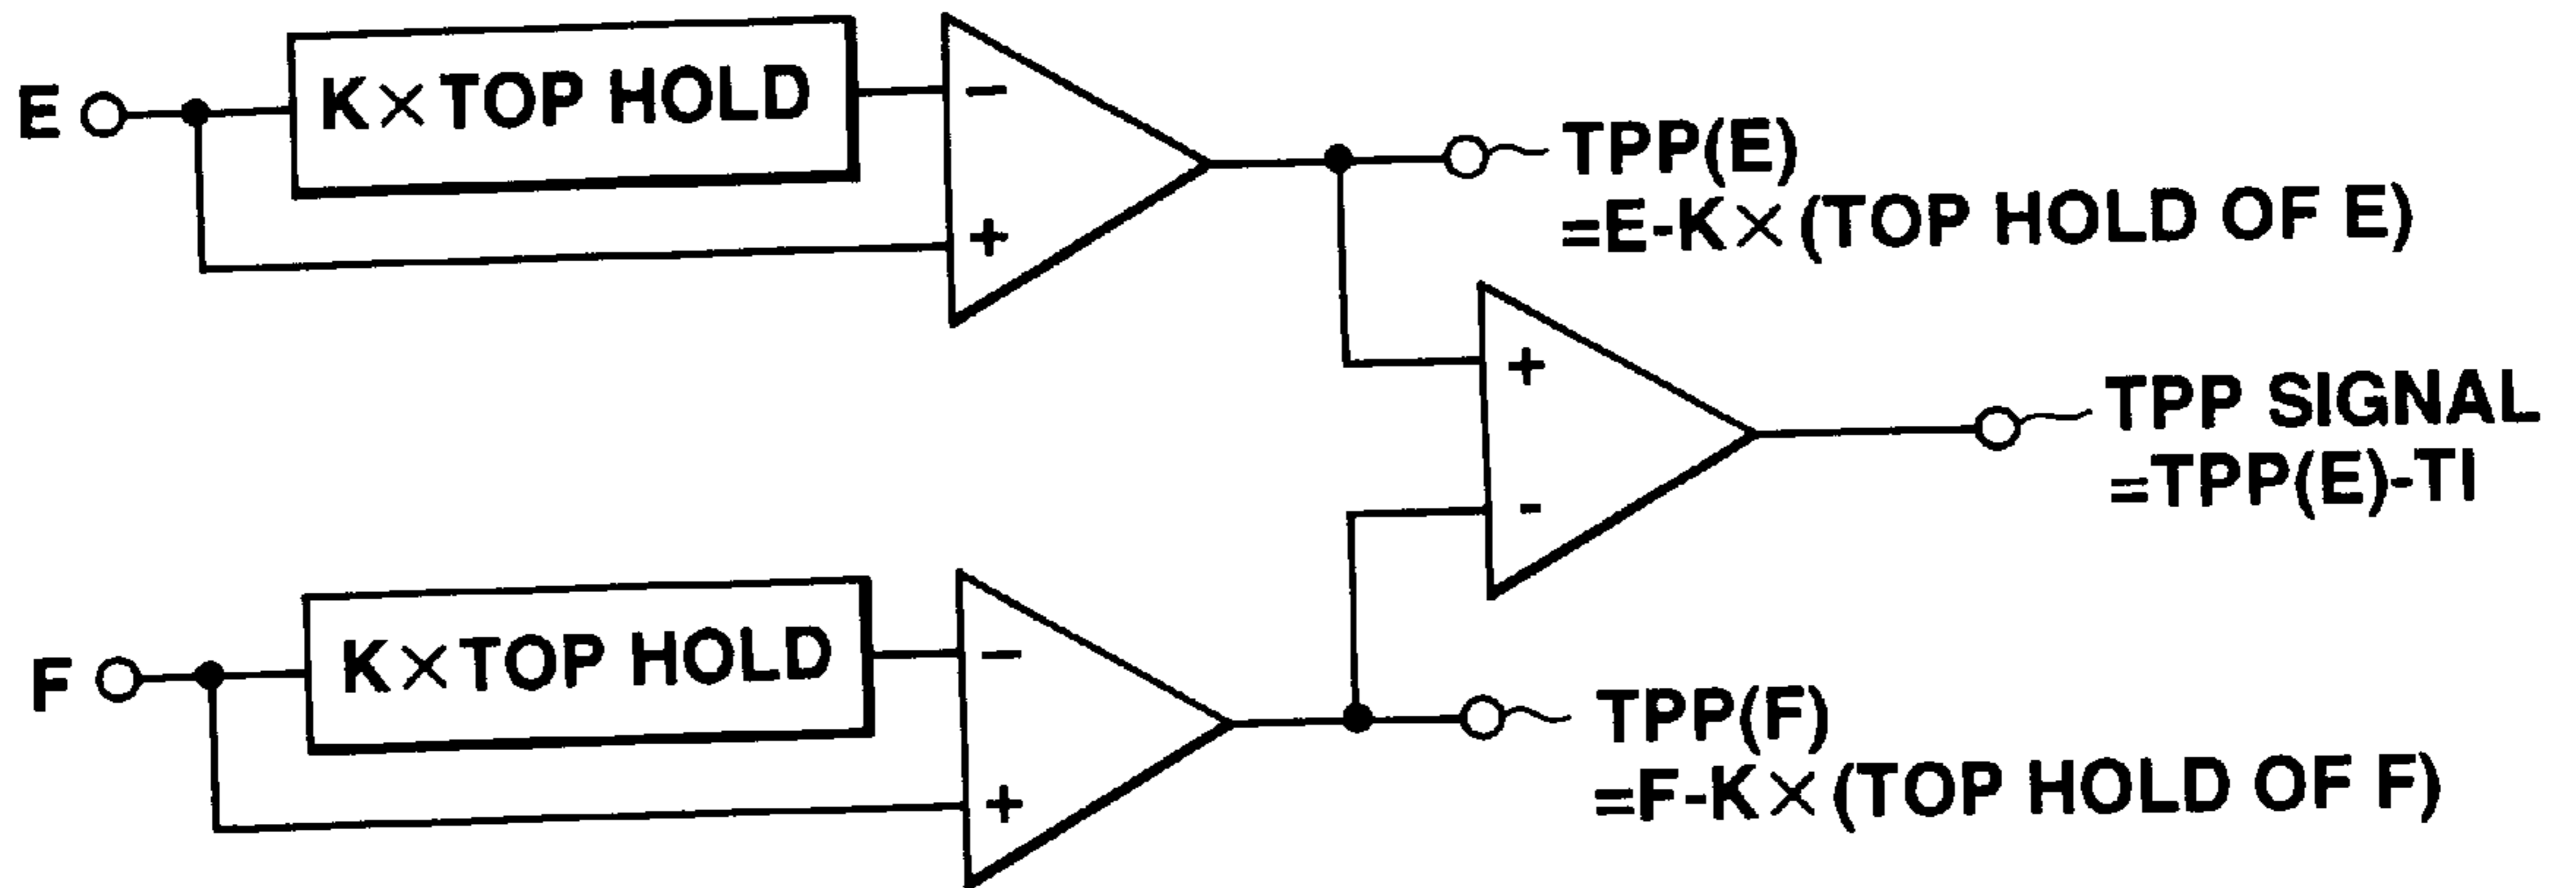 E
K×TOP HOLD
−
+
TPP(E)
=E-K×(TOP HOLD OF E)
+
-
TPP SIGNAL
=TPP(E)-TI
F
K×TOP HOLD
−
+
TPP(F)
=F-K×(TOP HOLD OF F)